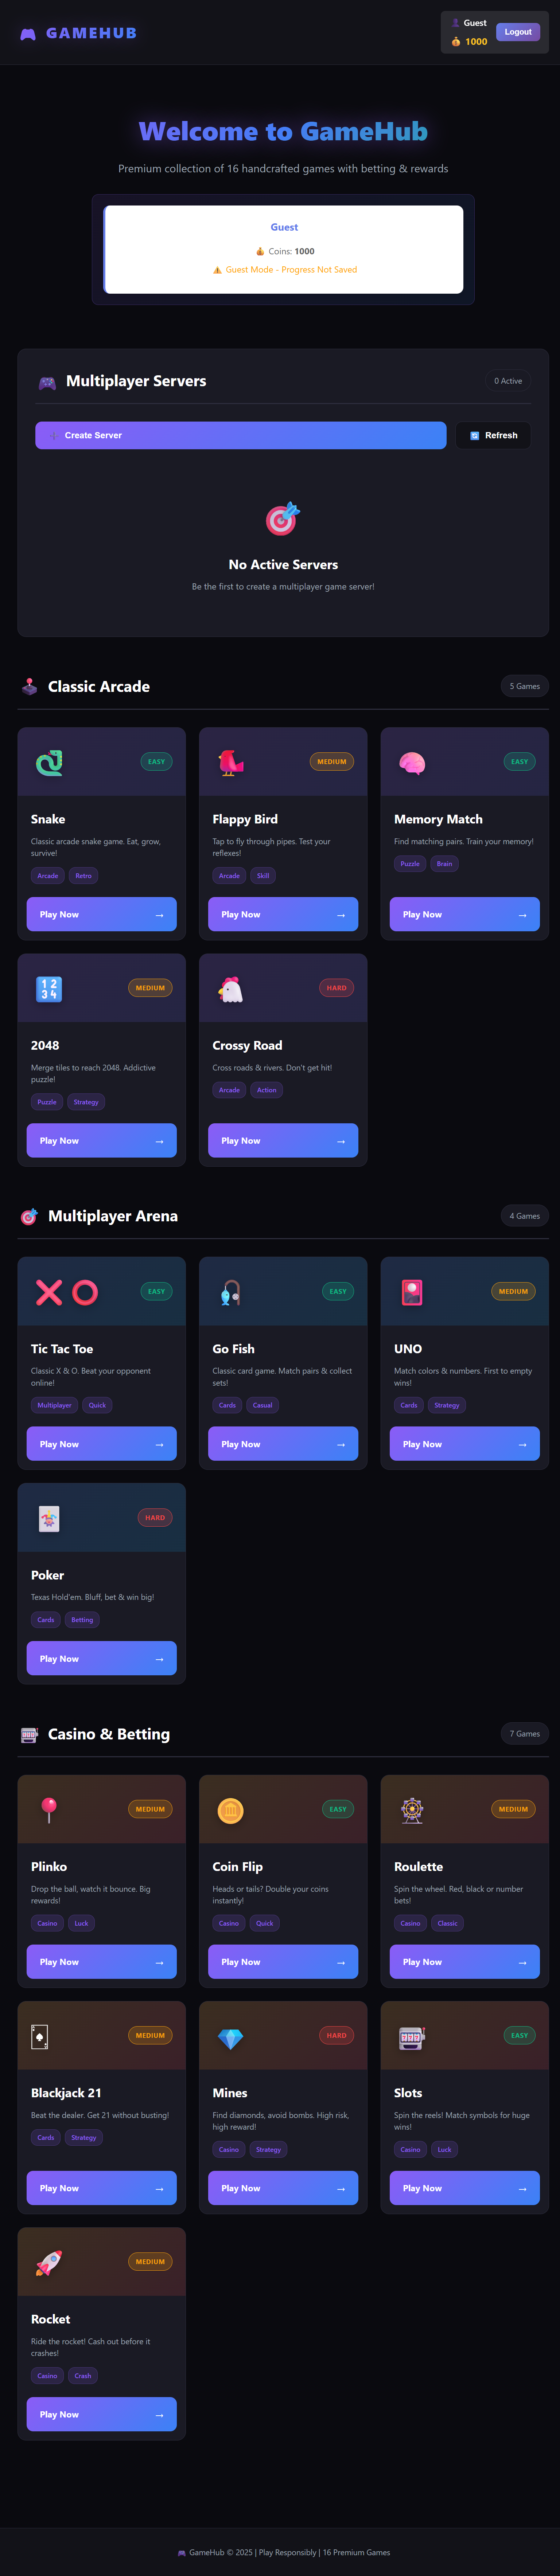 GAMEHUB
Guest
1000
Logout
Welcome to GameHub
Premium collection of 16 handcrafted games with betting & rewards
Guest
Coins: 1000
Guest Mode - Progress Not Saved
Multiplayer Servers
0 Active
Create Server
Refresh
No Active Servers
Be the first to create a multiplayer game server!
Classic Arcade
5 Games
EASY
Snake
Classic arcade snake game. Eat, grow,
survive!
Arcade
Retro
Play Now →
MEDIUM
Flappy Bird
Tap to fly through pipes. Test your
reflexes!
Arcade
Skill
Play Now →
EASY
Memory Match
Find matching pairs. Train your memory!
Puzzle
Brain
Play Now →
1 2
3 4
MEDIUM
2048
Merge tiles to reach 2048. Addictive
puzzle!
Puzzle
Strategy
Play Now →
HARD
Crossy Road
Cross roads & rivers. Don't get hit!
Arcade
Action
Play Now →
Multiplayer Arena
4 Games
EASY
Tic Tac Toe
Classic X & O. Beat your opponent
online!
Multiplayer
Quick
Play Now →
EASY
Go Fish
Classic card game. Match pairs & collect
sets!
Cards
Casual
Play Now →
MEDIUM
UNO
Match colors & numbers. First to empty
wins!
Cards
Strategy
Play Now →
HARD
Poker
Texas Hold'em. Bluff, bet & win big!
Cards
Betting
Play Now →
Casino & Betting
7 Games
MEDIUM
Plinko
Drop the ball, watch it bounce. Big
rewards!
Casino
Luck
Play Now →
EASY
Coin Flip
Heads or tails? Double your coins
instantly!
Casino
Quick
Play Now →
MEDIUM
Roulette
Spin the wheel. Red, black or number
bets!
Casino
Classic
Play Now →
MEDIUM
Blackjack 21
Beat the dealer. Get 21 without busting!
Cards
Strategy
Play Now →
HARD
Mines
Find diamonds, avoid bombs. High risk,
high reward!
Casino
Strategy
Play Now →
EASY
Slots
Spin the reels! Match symbols for huge
wins!
Casino
Luck
Play Now →
MEDIUM
Rocket
Ride the rocket! Cash out before it
crashes!
Casino
Crash
Play Now →
GameHub © 2025 | Play Responsibly | 16 Premium Games